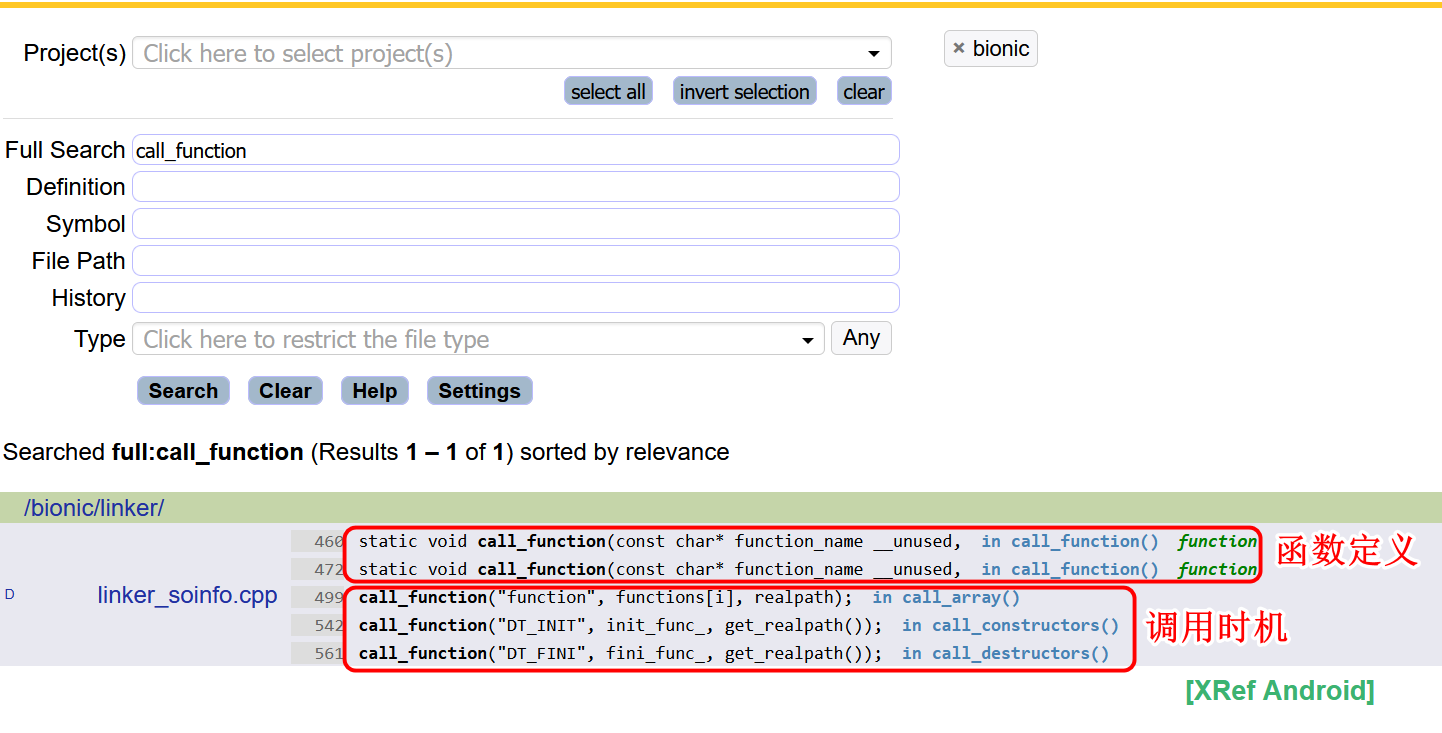 Project(s) Click here to select project(s) × bionic
select all invert selection clear
Full Search call_function
Definition
Symbol
File Path
History
Type Click here to restrict the file type Any
Search Clear Help Settings
Searched full:call_function (Results 1 – 1 of 1) sorted by relevance
/bionic/linker/
D linker_soinfo.cpp
460 static void call_function(const char* function_name __unused, in call_function() function
472 static void call_function(const char* function_name __unused, in call_function() function
函数定义
499 call_function("function", functions[i], realpath); in call_array()
542 call_function("DT_INIT", init_func_, get_realpath()); in call_constructors()
561 call_function("DT_FINI", fini_func_, get_realpath()); in call_destructors()
调用时机
[XRef Android]